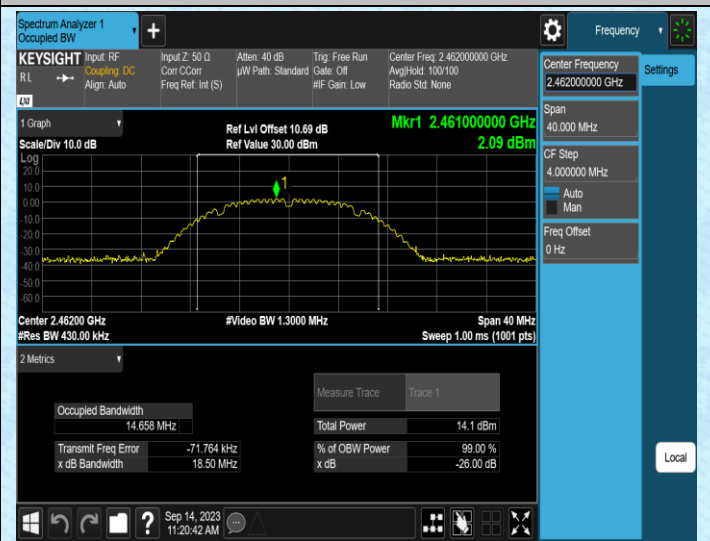 Spectrum Analyzer 1
Occupied BW
+
Frequency
KEYSIGHT
RL
LXI
Input: RF
Coupling: DC
Align: Auto
Input Z: 50 Ω
Corr CCorr
Freq Ref: Int (S)
Atten: 40 dB
µW Path: Standard
Trig: Free Run
Gate: Off
#IF Gain: Low
Center Freq: 2.462000000 GHz
Avg|Hold: 100/100
Radio Std: None
Center Frequency
2.462000000 GHz
Settings
Span
40.000 MHz
CF Step
4.000000 MHz
Auto
Man
Freq Offset
0 Hz
1 Graph
Scale/Div 10.0 dB
Ref Lvl Offset 10.69 dB
Ref Value 30.00 dBm
Mkr1 2.461000000 GHz
2.09 dBm
Log
20.0
10.0
0.00
-10.0
-20.0
-30.0
-40.0
-50.0
-60.0
1
Center 2.46200 GHz
#Video BW 1.3000 MHz
Span 40 MHz
#Res BW 430.00 kHz
Sweep 1.00 ms (1001 pts)
2 Metrics
Measure Trace
Trace 1
Occupied Bandwidth
14.658 MHz
Total Power
14.1 dBm
Transmit Freq Error
-71.764 kHz
% of OBW Power
99.00 %
x dB Bandwidth
18.50 MHz
x dB
-26.00 dB
Local
?
Sep 14, 2023
11:20:42 AM